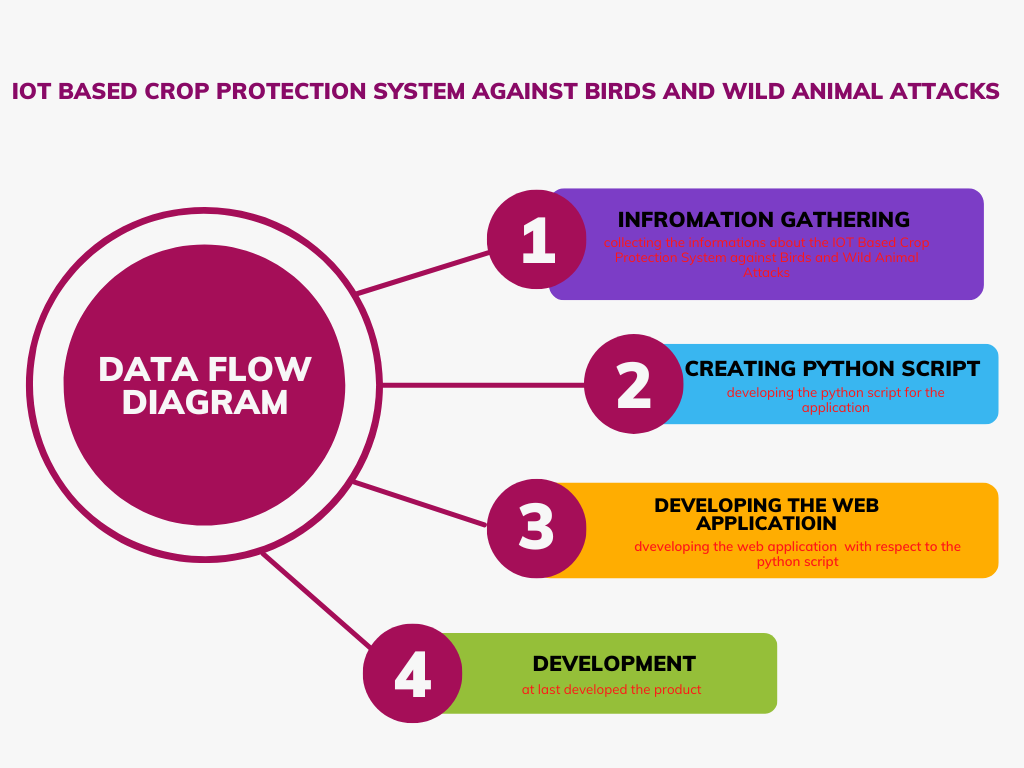 IOT BASED CROP PROTECTION SYSTEM AGAINST BIRDS AND WILD ANIMAL ATTACKS
DATA FLOW
DIAGRAM
1
INFROMATION GATHERING
collecting the informations about the IOT Based Crop
Protection System against Birds and Wild Animal
Attacks
2
CREATING PYTHON SCRIPT
developing the python script for the
application
3
DEVELOPING THE WEB
APPLICATIOIN
dveveloping the web application with respect to the
python script
4
DEVELOPMENT
at last developed the product